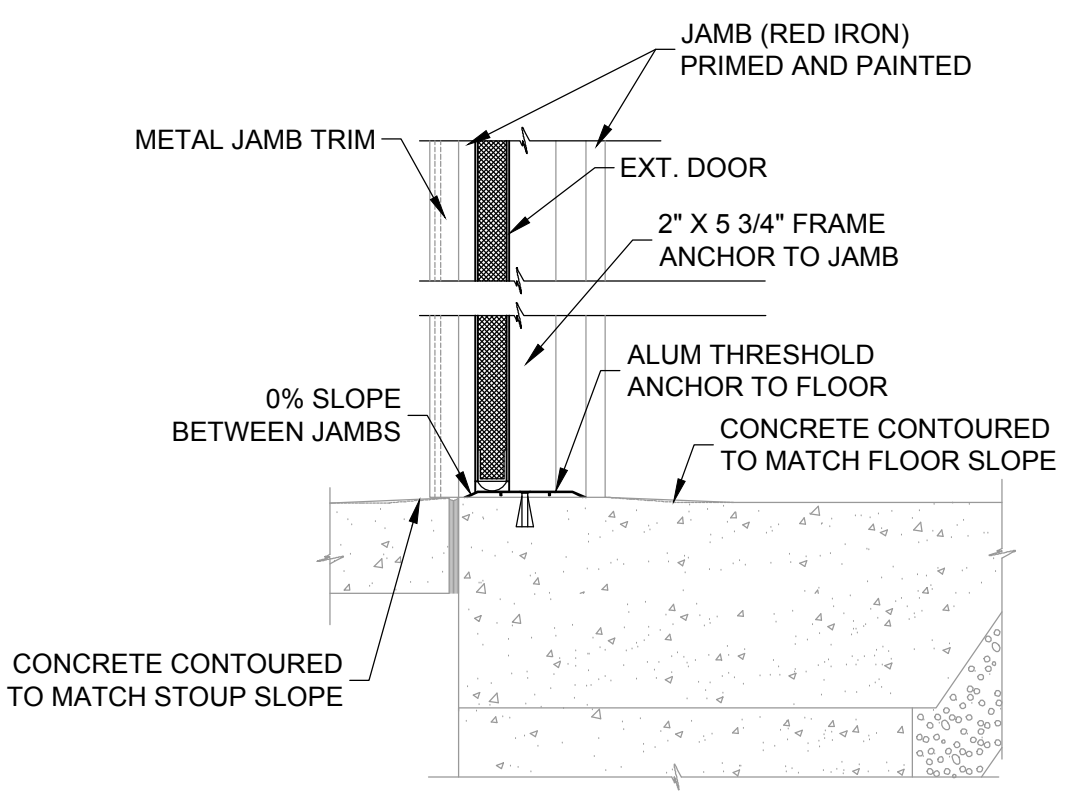 JAMB (RED IRON)
PRIMED AND PAINTED
METAL JAMB TRIM
EXT. DOOR
2" X 5 3/4" FRAME
ANCHOR TO JAMB
ALUM THRESHOLD
ANCHOR TO FLOOR
0% SLOPE
BETWEEN JAMBS
CONCRETE CONTOURED
TO MATCH FLOOR SLOPE
CONCRETE CONTOURED
TO MATCH STOUP SLOPE